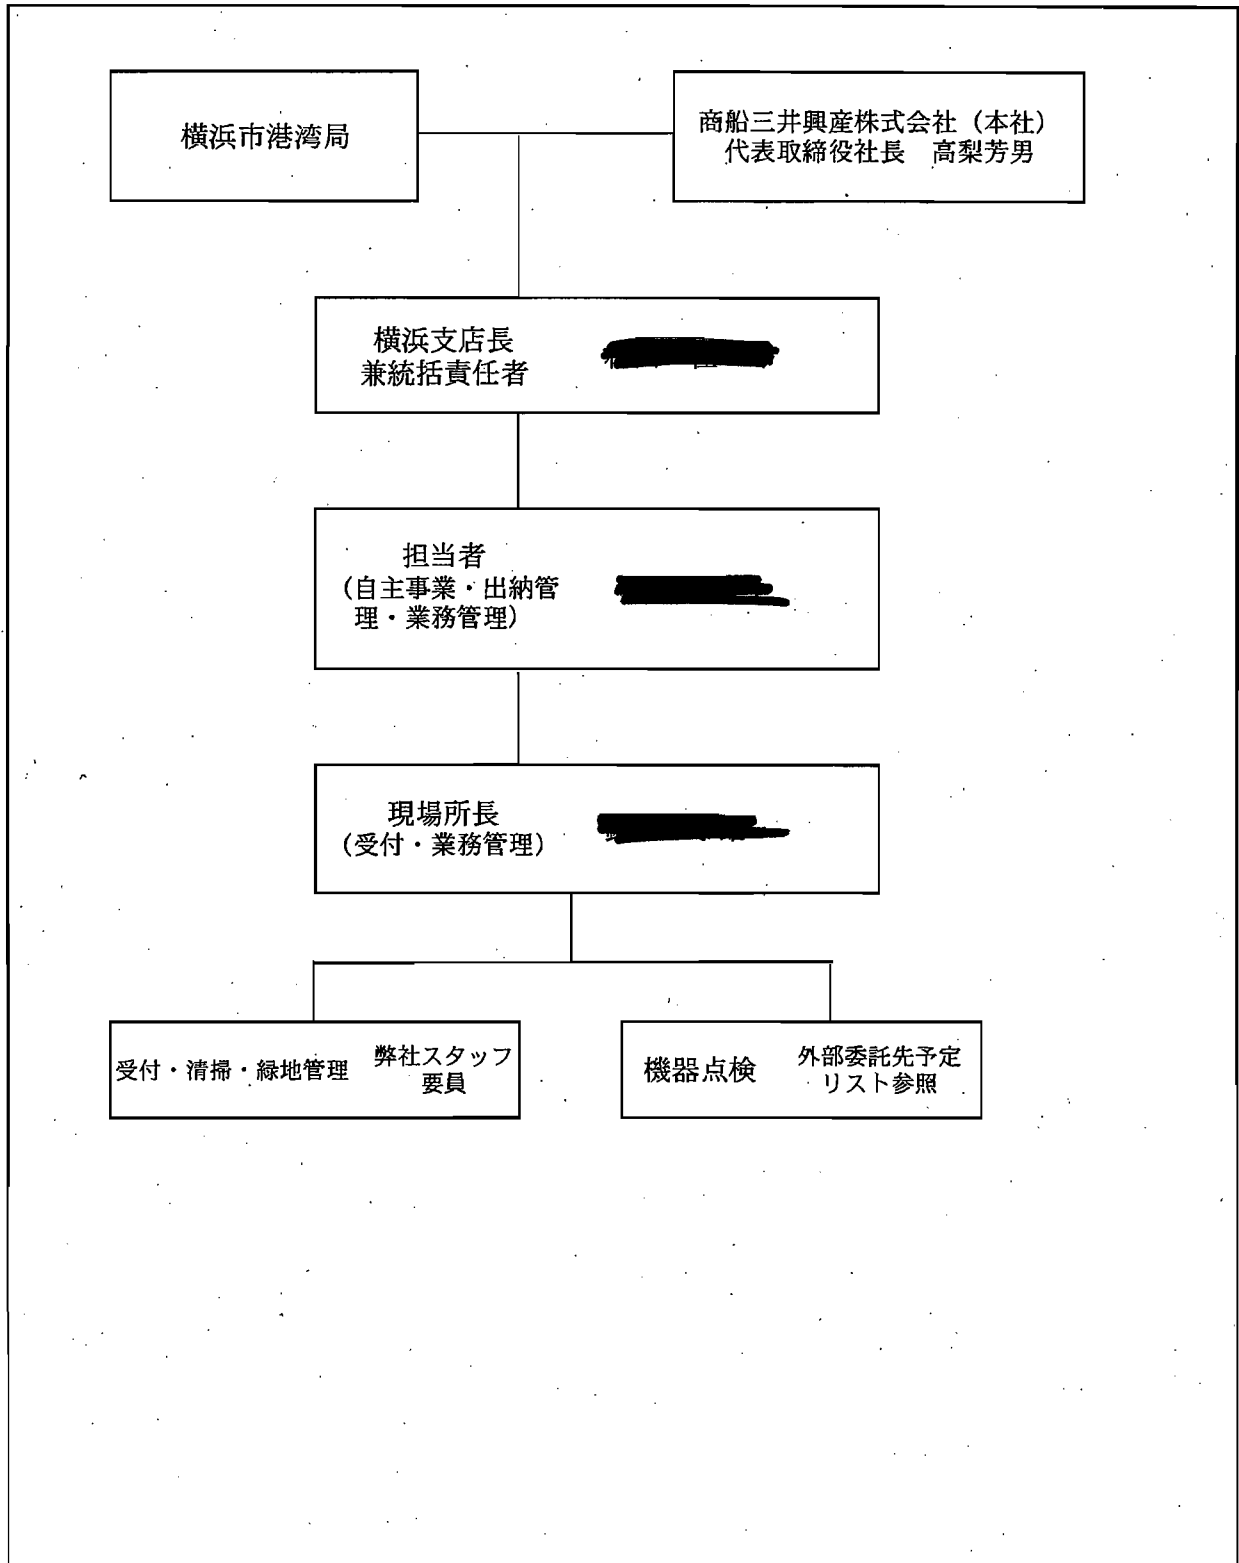 横浜市港湾局
商船三井興産株式会社（本社）
代表取締役社長　高梨芳男
横浜支店長
兼統括責任者
担当者
（自主事業・出納管
理・業務管理）
現場所長
（受付・業務管理）
受付・清掃・緑地管理
弊社スタッフ
要員
機器点検
外部委託先予定
リスト参照